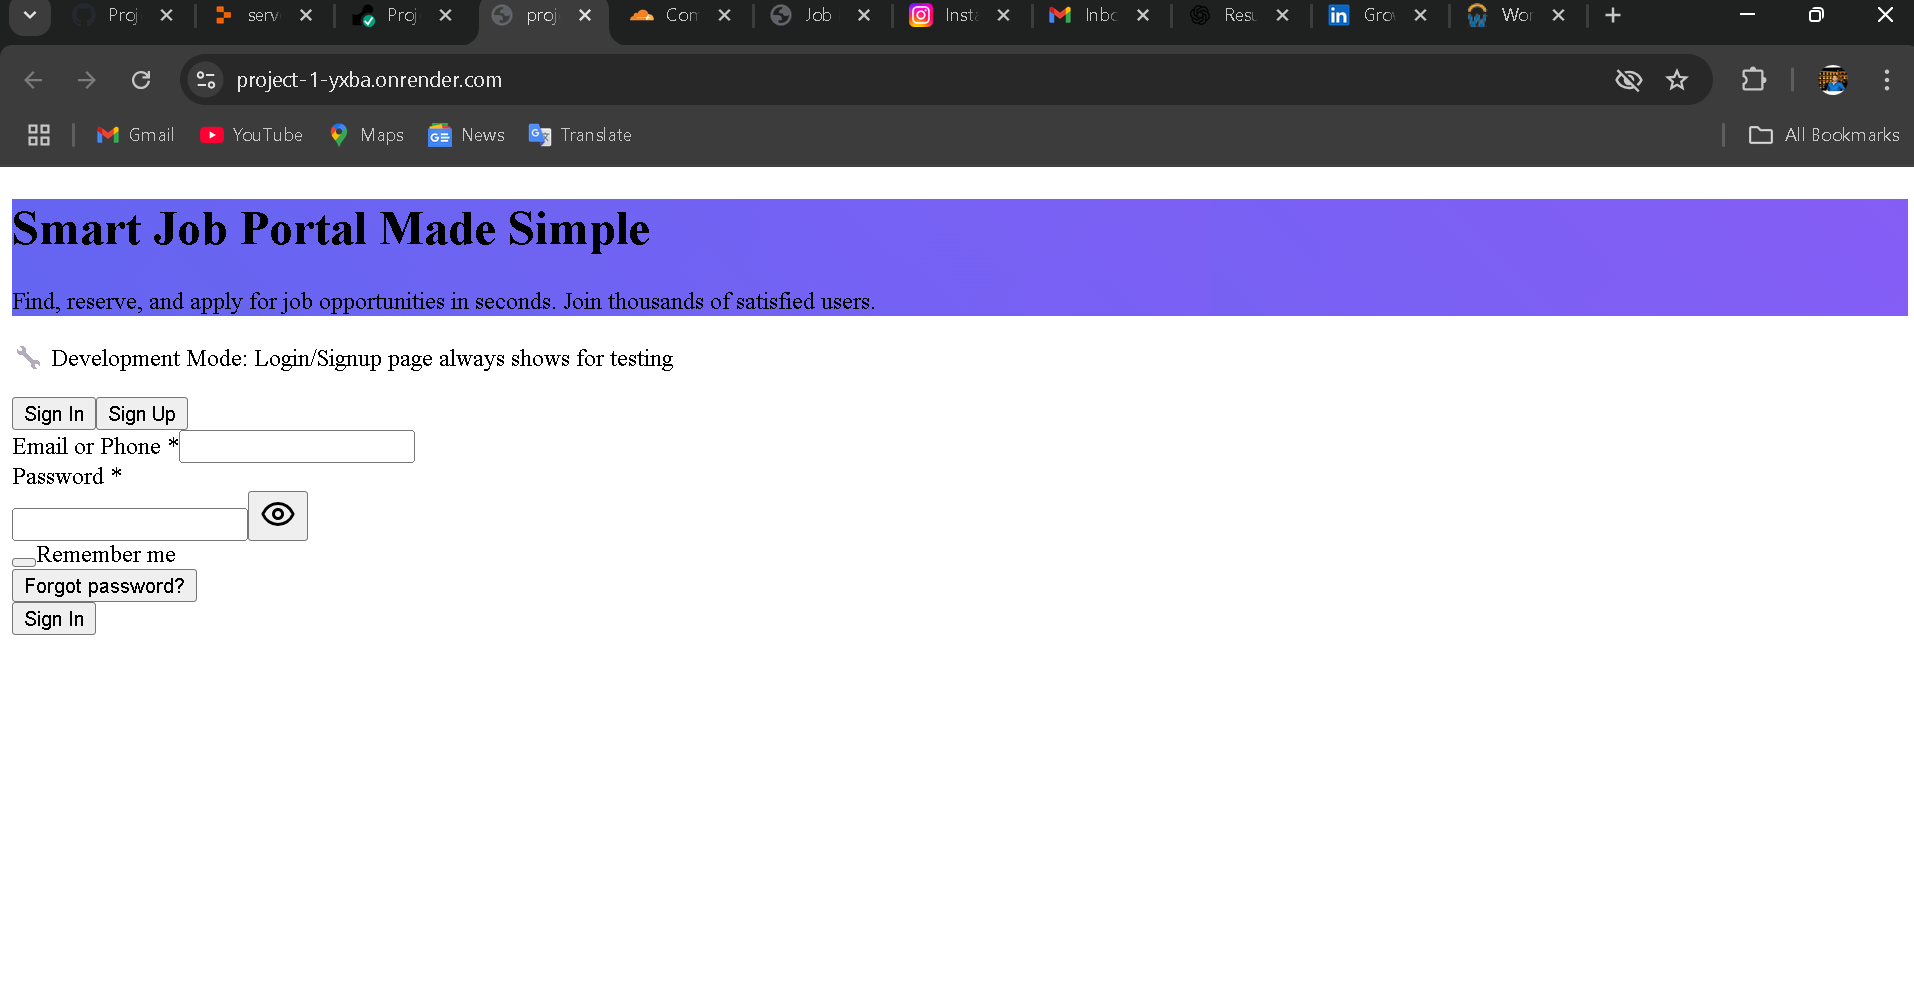 Proj
serv
Proj
proj
Con
Job
Insta
Inbo
Resu
Gro
Wor
project-1-yxba.onrender.com
Gmail
YouTube
Maps
News
Translate
All Bookmarks
Smart Job Portal Made Simple
Find, reserve, and apply for job opportunities in seconds. Join thousands of satisfied users.
Development Mode: Login/Signup page always shows for testing
Sign In Sign Up
Email or Phone *
Password *
Remember me
Forgot password?
Sign In